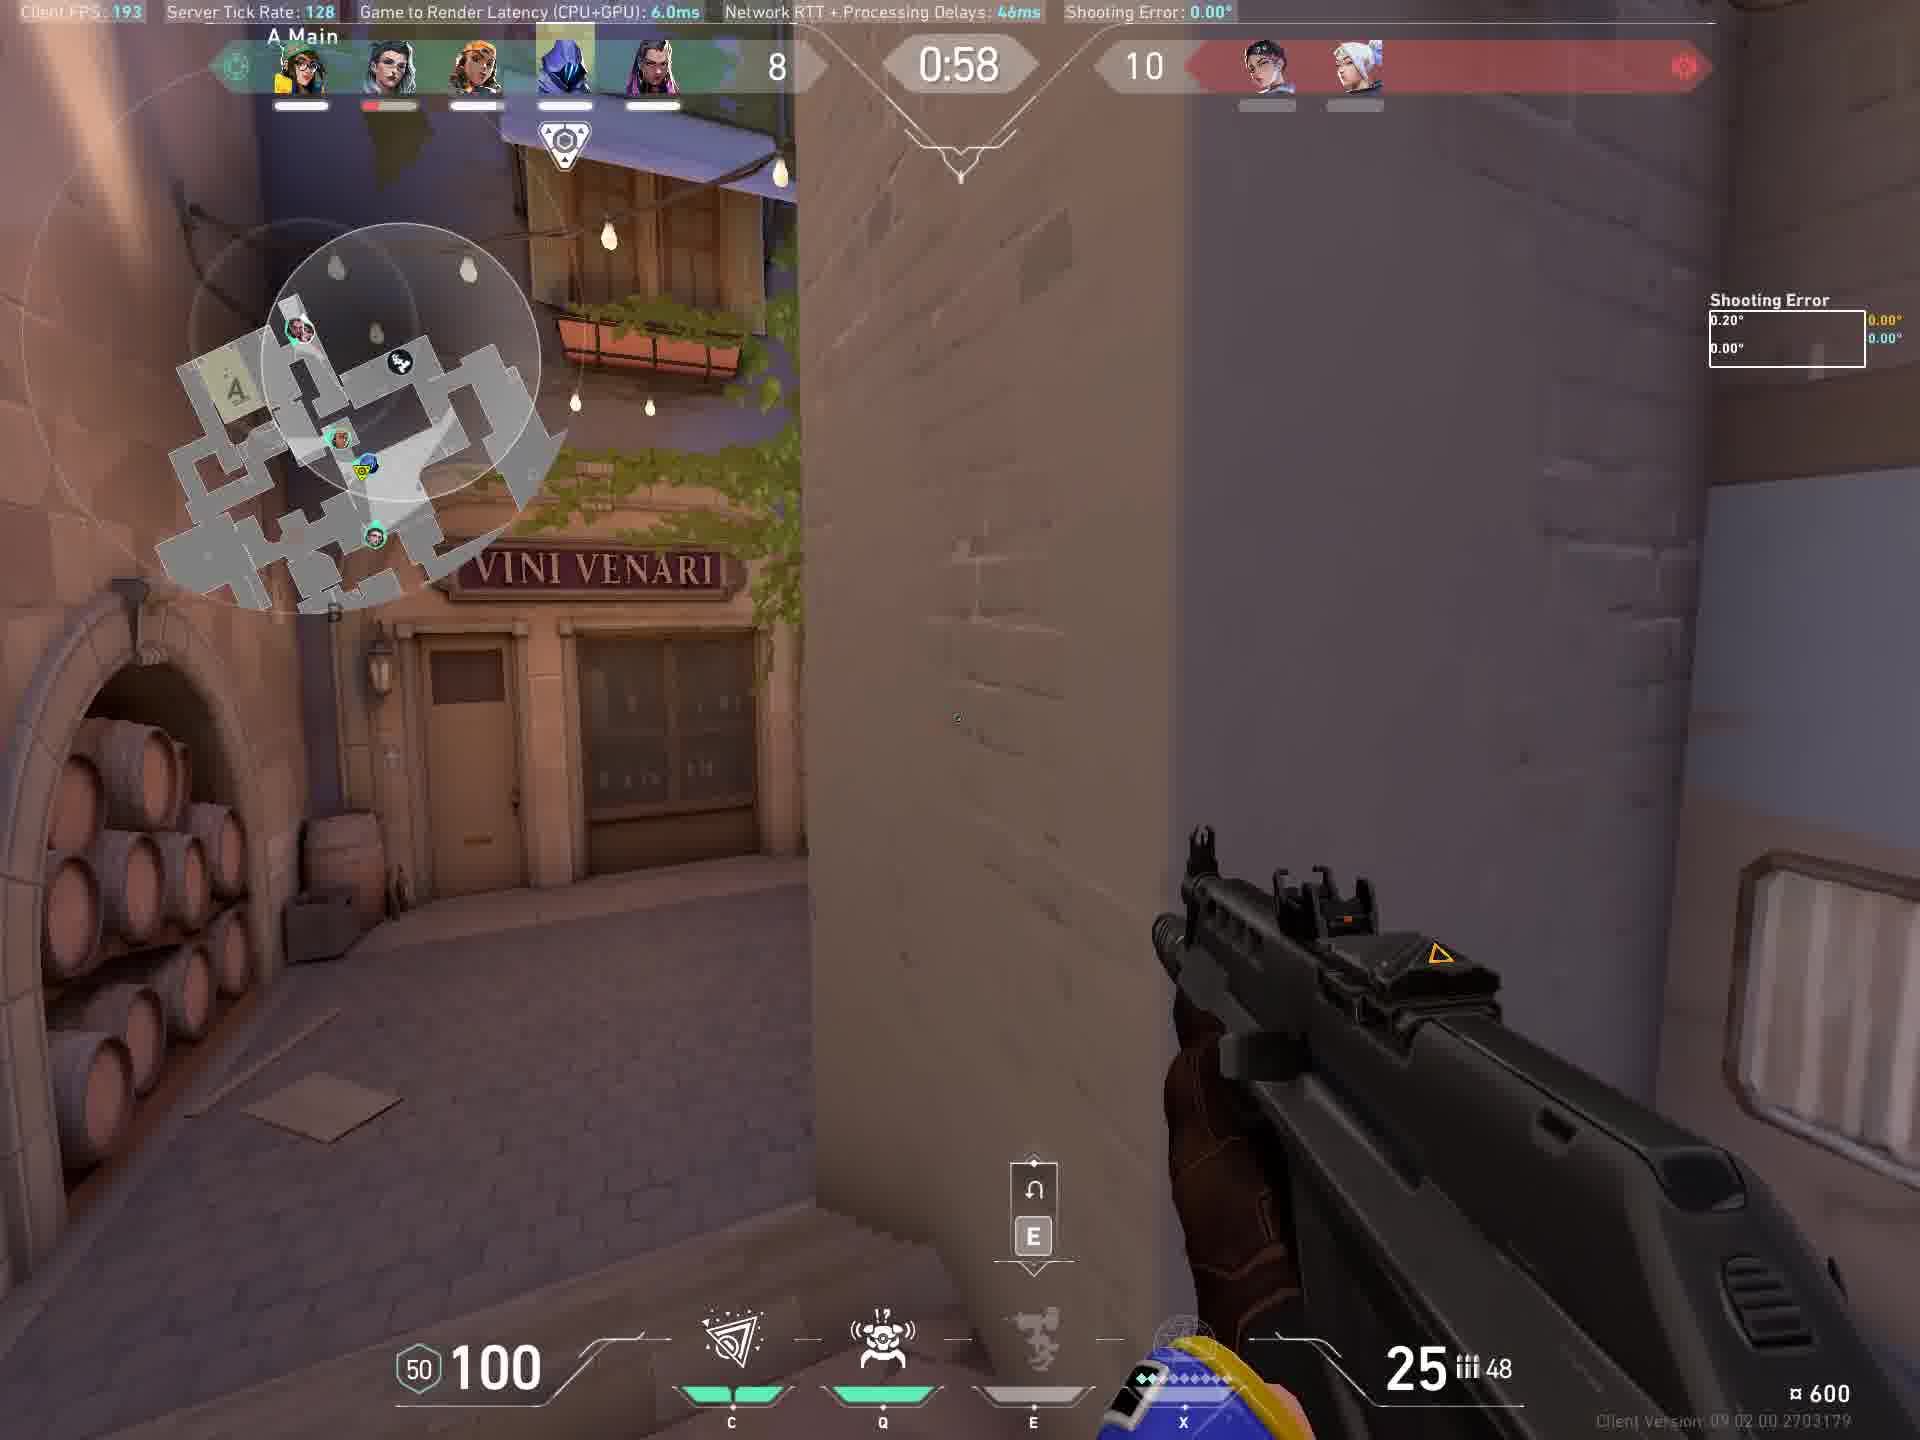 Client FPS: 193 Server Tick Rate: 128 Game to Render Latency (CPU+GPU): 6.0ms Network RTT + Processing Delays: 46ms Shooting Error: 0.00°
A Main
8 0:58 10
Shooting Error
0.20° 0.00°
0.00°
0.00°
A
B
VINI VENARI
E
50 100
25 48
¤ 600
C Q E X
Client Version: 09.02.00.2703179